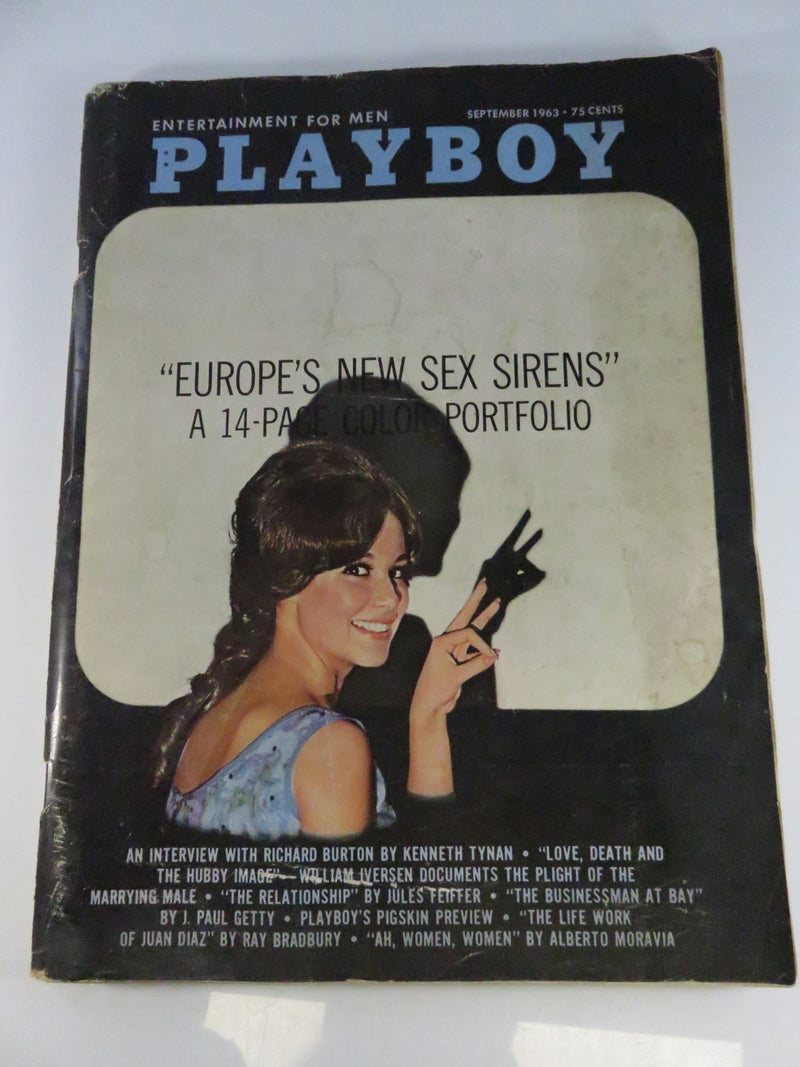 ENTERTAINMENT FOR MEN
SEPTEMBER 1963 • 75 CENTS
PLAYBOY
“EUROPE’S NEW SEX SIRENS”
A 14-PAGE COLOR PORTFOLIO
AN INTERVIEW WITH RICHARD BURTON BY KENNETH TYNAN • “LOVE, DEATH AND
THE HUBBY IMAGE”—WILLIAM IVERSEN DOCUMENTS THE PLIGHT OF THE
MARRYING MALE • “THE RELATIONSHIP” BY JULES FEIFFER • “THE BUSINESSMAN AT BAY”
BY J. PAUL GETTY • PLAYBOY’S PIGSKIN PREVIEW • “THE LIFE WORK
OF JUAN DIAZ” BY RAY BRADBURY • “AH, WOMEN, WOMEN” BY ALBERTO MORAVIA